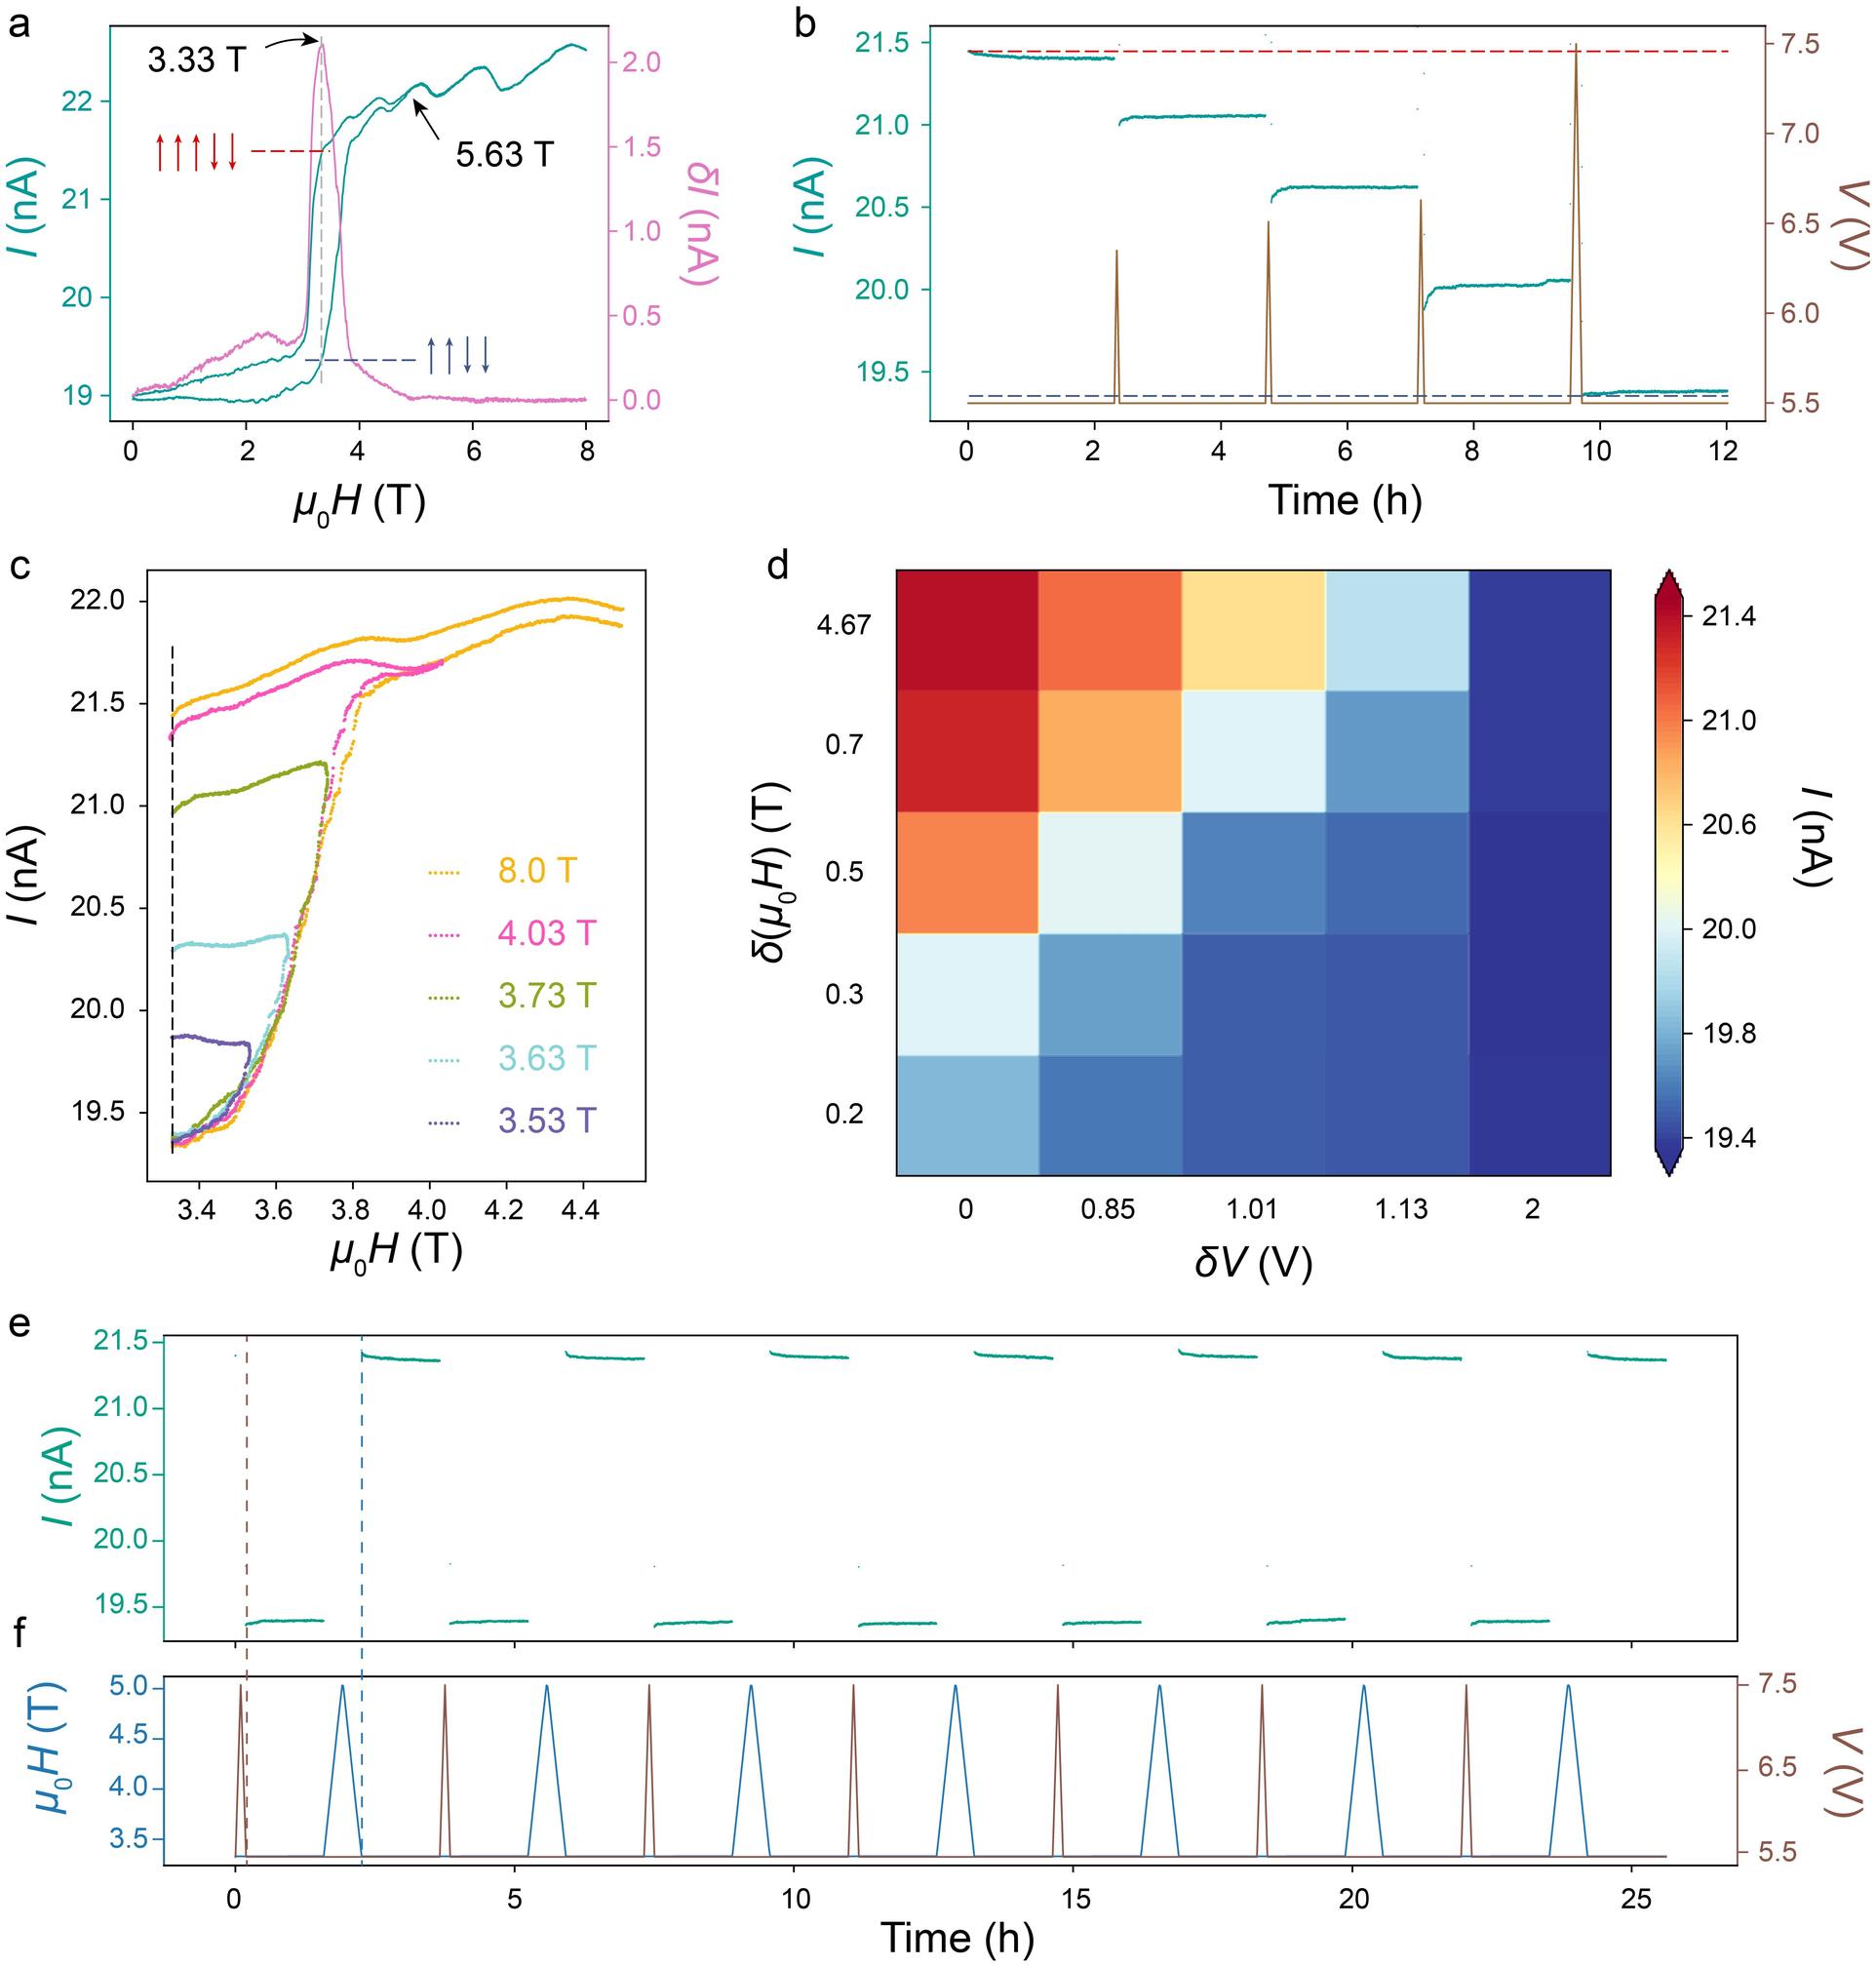 a
3.33 T
5.63 T
22
21
20
19
I (nA)
2.0
1.5
1.0
0.5
0.0
δI (nA)
0 2 4 6 8
μ0H (T)
b
21.5
21.0
20.5
20.0
19.5
I (nA)
7.5
7.0
6.5
6.0
5.5
V (V)
0 2 4 6 8 10 12
Time (h)
c
22.0
21.5
21.0
20.5
20.0
19.5
I (nA)
8.0 T
4.03 T
3.73 T
3.63 T
3.53 T
3.4 3.6 3.8 4.0 4.2 4.4
μ0H (T)
d
4.67
0.7
0.5
0.3
0.2
δ(μ0H) (T)
0 0.85 1.01 1.13 2
δV (V)
21.4
21.0
20.6
20.0
19.8
19.4
I (nA)
e
21.5
21.0
20.5
20.0
19.5
I (nA)
f
5.0
4.5
4.0
3.5
μ0H (T)
7.5
6.5
5.5
V (V)
0 5 10 15 20 25
Time (h)